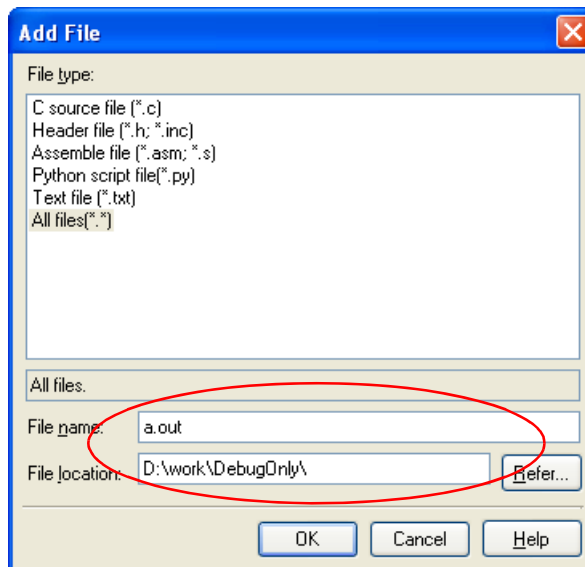 Add File
File type:
C source file (*.c)
Header file (*.h; *.inc)
Assemble file (*.asm; *.s)
Python script file(*.py)
Text file (*.txt)
All files(*.*)
All files.
File name: a.out
File location: D:\work\DebugOnly\ Refer...
OK Cancel Help